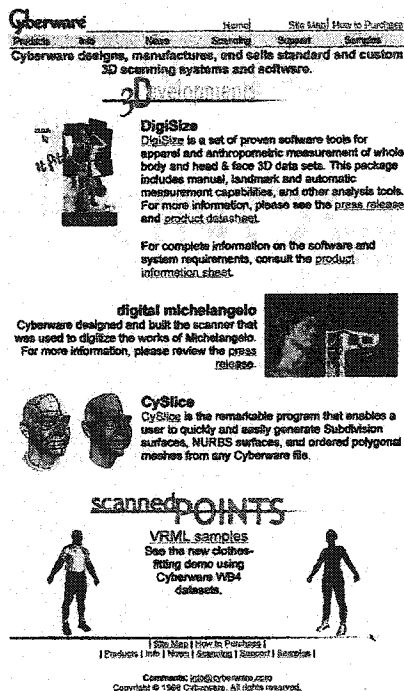 Cyberware
Home| Site Map| How to Purchase
Products Info News Scanning Support Samples
Cyberware designs, manufactures, and sells standard and custom
3D scanning systems and software.
3Developments
DigiSize
DigiSize is a set of proven software tools for
apparel and anthropometric measurement of whole
body and head & face 3D data sets. This package
includes manual, landmark and automatic
measurement capabilities, and other analysis tools.
For more information, please see the press release
and product datasheet.
For complete information on the software and
system requirements, consult the product
information sheet.
digital michelangelo
Cyberware designed and built the scanner that
was used to digitize the works of Michelangelo.
For more information, please review the press
release.
CySlice
CySlice is the remarkable program that enables a
user to quickly and easily generate Subdivision
surfaces, NURBS surfaces, and ordered polygonal
meshes from any Cyberware file.
scanned POINTS
VRML samples
See the new clothes-
fitting demo using
Cyberware WB4
datasets.
| Site Map | How to Purchase |
| Products | Info | News | Scanning | Support | Samples |
Comments: info@cyberware.com
Copyright © 1998 Cyberware. All rights reserved.